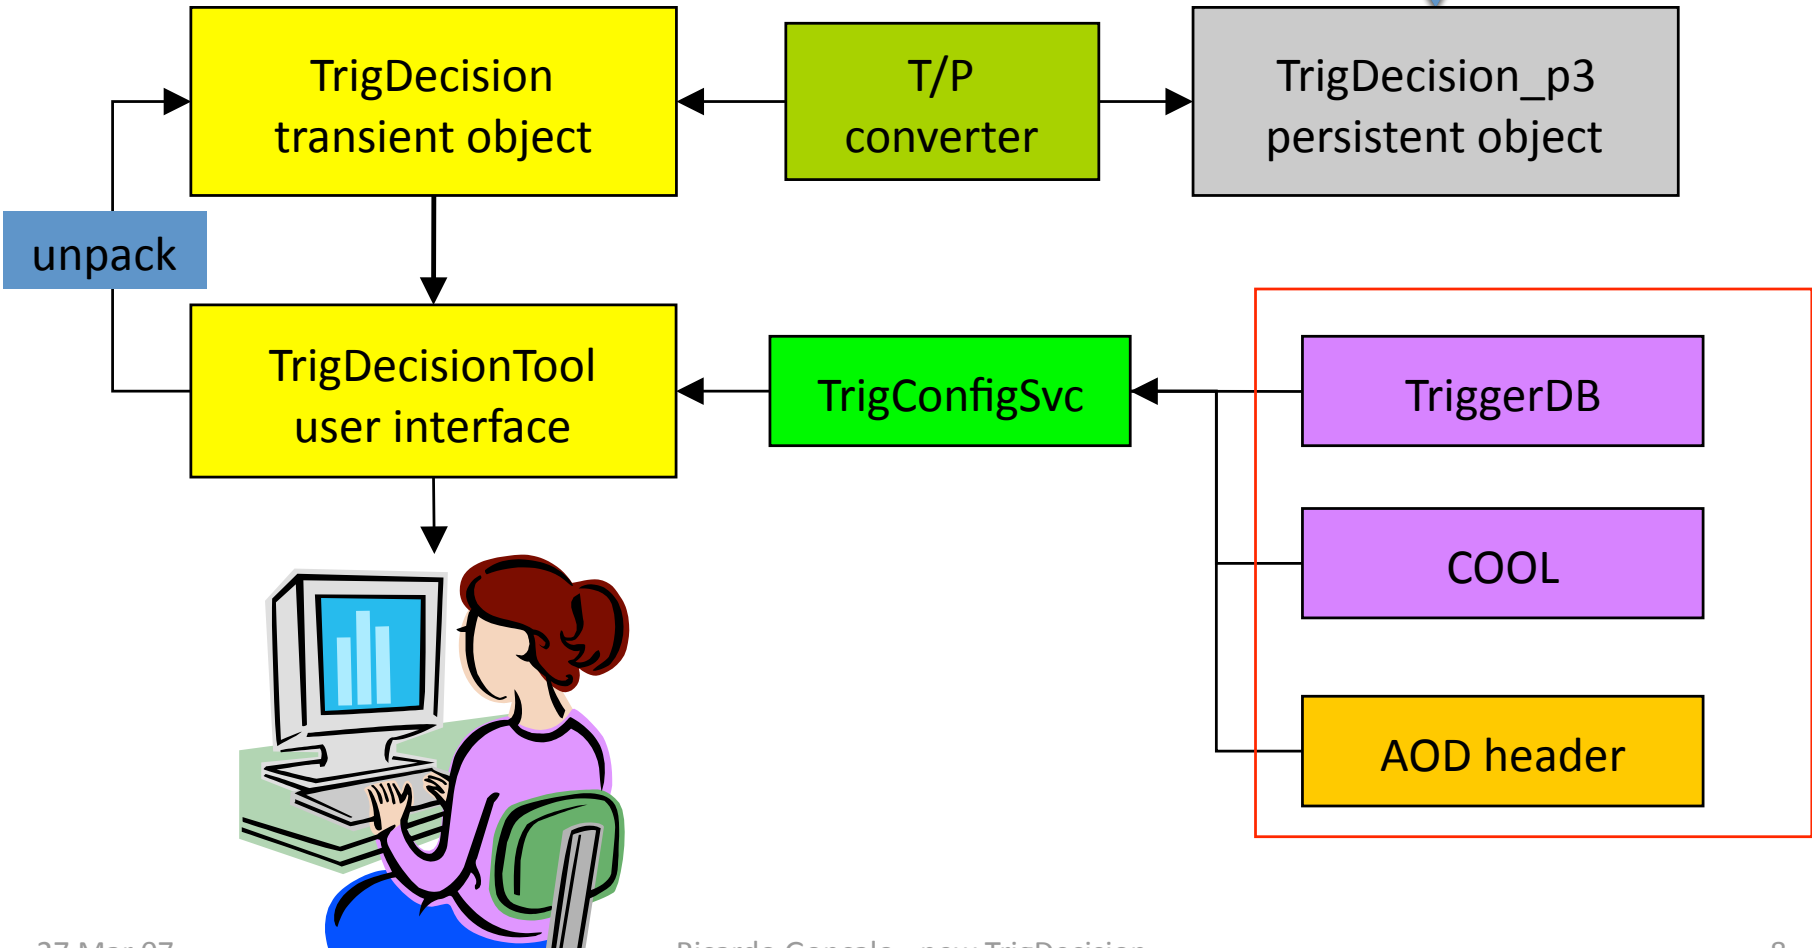 TrigDecision
transient object
T/P
converter
TrigDecision_p3
persistent object
unpack
TrigDecisionTool
user interface
TrigConfigSvc
TriggerDB
COOL
AOD header